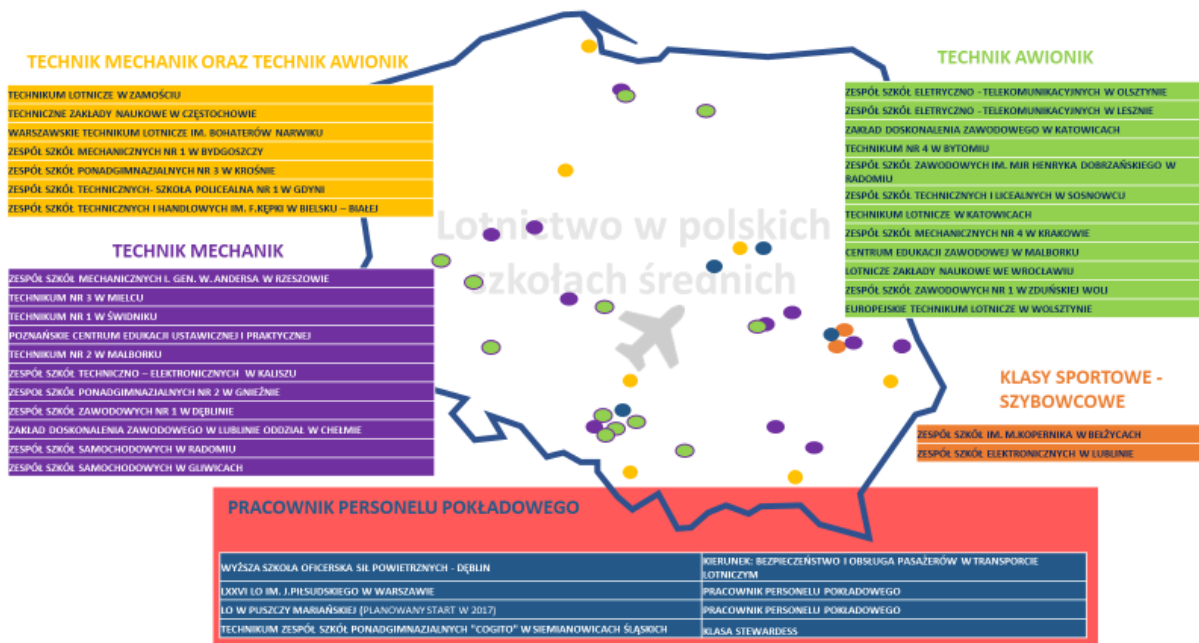 TECHNIK MECHANIK ORAZ TECHNIK AWIONIK
TECHNIKUM LOTNICZE W ZAMOŚCIU
TECHNICZNE ZAKŁADY NAUKOWE W CZĘSTOCHOWIE
WARSZAWSKIE TECHNIKUM LOTNICZE IM. BOHATERÓW NARWIKU
ZESPÓŁ SZKÓŁ MECHANICZNYCH NR 1 W BYDGOSZCZY
ZESPÓŁ SZKÓŁ PONADGIMNAZJALNYCH NR 3 W KROŚNIE
ZESPÓŁ SZKÓŁ TECHNICZNYCH- SZKOŁA POLICEALNA NR 1 W GDYNI
ZESPÓŁ SZKÓŁ TECHNICZNYCH I HANDLOWYCH IM. F.KĘPKI W BIELSKU – BIAŁEJ
TECHNIK MECHANIK
ZESPÓŁ SZKÓŁ MECHANICZNYCH I. GEN. W. ANDERSA W RZESZOWIE
TECHNIKUM NR 3 W MIELCU
TECHNIKUM NR 1 W ŚWIDNIKU
POZNAŃSKIE CENTRUM EDUKACJI USTAWICZNEJ I PRAKTYCZNEJ
TECHNIKUM NR 2 W MALBORKU
ZESPÓŁ SZKÓŁ TECHNICZNO – ELEKTRONICZNYCH W KALISZU
ZESPÓŁ SZKÓŁ PONADGIMNAZJALNYCH NR 2 W GNIEŹNIE
ZESPÓŁ SZKÓŁ ZAWODOWYCH NR 1 W DĘBLINIE
ZAKŁAD DOSKONALENIA ZAWODOWEGO W LUBLINIE ODDZIAŁ W CHEŁMIE
ZESPÓŁ SZKÓŁ SAMOCHODOWYCH W RADOMIU
ZESPÓŁ SZKÓŁ SAMOCHODOWYCH W GLIWICACH
Lotnictwo w polskich
szkołach średnich
TECHNIK AWIONIK
ZESPÓŁ SZKÓŁ ELETRYCZNO - TELEKOMUNIKACYJNYCH W OLSZTYNIE
ZESPÓŁ SZKÓŁ ELETRYCZNO - TELEKOMUNIKACYJNYCH W LESZNIE
ZAKŁAD DOSKONALENIA ZAWODOWEGO W KATOWICACH
TECHNIKUM NR 4 W BYTOMIU
ZESPÓŁ SZKÓŁ ZAWODOWYCH IM. MJR HENRYKA DOBRZAŃSKIEGO W
RADOMIU
ZESPÓŁ SZKÓŁ TECHNICZNYCH I LICEALNYCH W SOSNOWCU
TECHNIKUM LOTNICZE W KATOWICACH
ZESPÓŁ SZKÓŁ MECHANICZNYCH NR 4 W KRAKOWIE
CENTRUM EDUKACJI ZAWODOWEJ W MALBORKU
LOTNICZE ZAKŁADY NAUKOWE WE WROCŁAWIU
ZESPÓŁ SZKÓŁ ZAWODOWYCH NR 1 W ZDUŃSKIEJ WOLI
EUROPEJSKIE TECHNIKUM LOTNICZE W WOLSZTYNIE
KLASY SPORTOWE -
SZYBOWCOWE
ZESPÓŁ SZKÓŁ IM. M.KOPERNIKA W BEŁŻYCACH
ZESPÓŁ SZKÓŁ ELEKTRONICZNYCH W LUBLINIE
PRACOWNIK PERSONELU POKŁADOWEGO
WYŻSZA SZKOŁA OFICERSKA SIŁ POWIETRZNYCH - DĘBLIN
KIERUNEK: BEZPIECZEŃSTWO I OBSŁUGA PASAŻERÓW W TRANSPORCIE
LOTNICZYM
LXXVI LO IM. J.PIŁSUDSKIEGO W WARSZAWIE
PRACOWNIK PERSONELU POKŁADOWEGO
LO W PUSZCZY MARIAŃSKIEJ (PLANOWANY START W 2017)
PRACOWNIK PERSONELU POKŁADOWEGO
TECHNIKUM ZESPÓŁ SZKÓŁ PONADGIMNAZJALNYCH "COGITO" W SIEMIANOWICACH ŚLĄSKICH
KLASA STEWARDESS